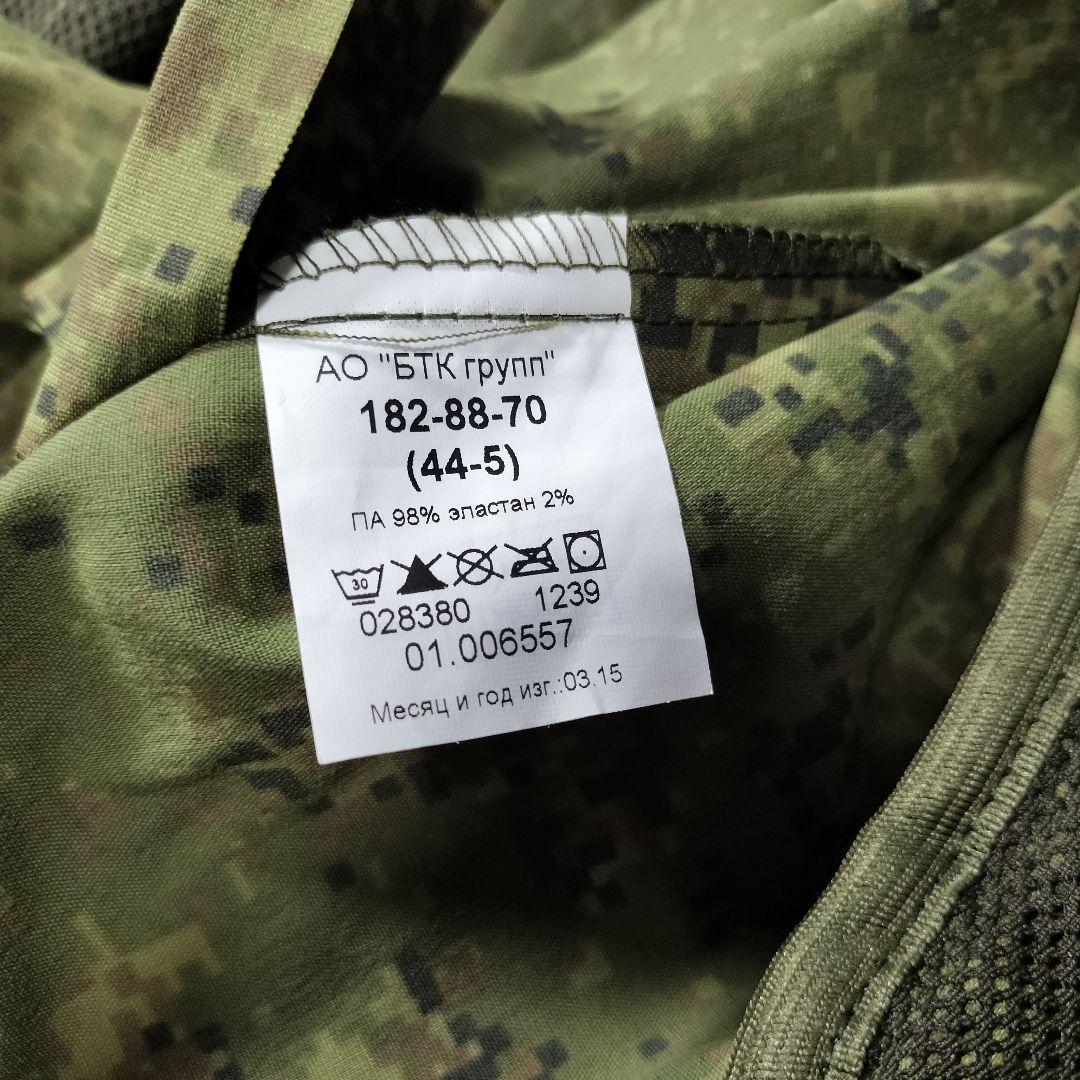 АО "БТК групп"
182-88-70
(44-5)
ПА 98% эластан 2%
30
028380 1239
01.006557
Месяц и год изг.:03.15